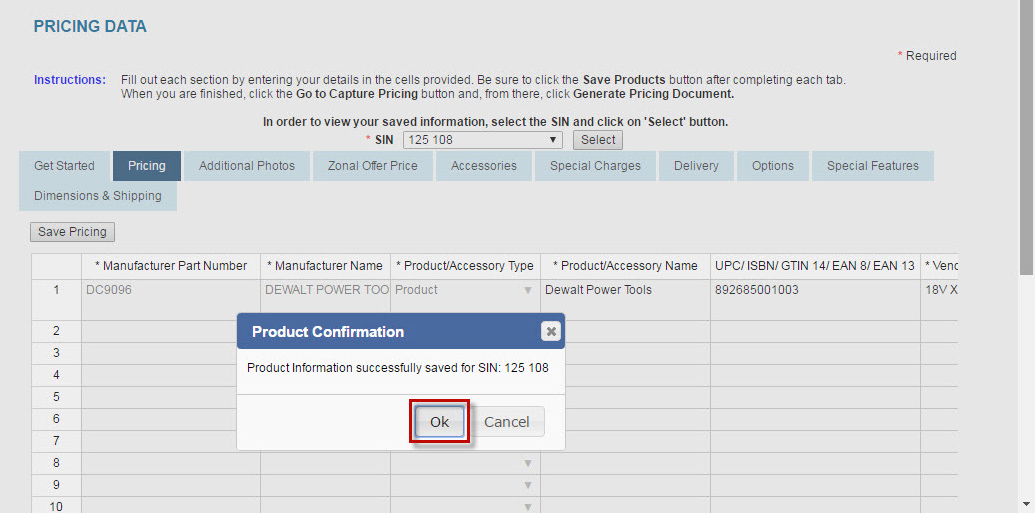 PRICING DATA
* Required
Instructions: Fill out each section by entering your details in the cells provided. Be sure to click the Save Products button after completing each tab.
When you are finished, click the Go to Capture Pricing button and, from there, click Generate Pricing Document.
In order to view your saved information, select the SIN and click on 'Select' button.
* SIN 125 108 Select
Get Started Pricing Additional Photos Zonal Offer Price Accessories Special Charges Delivery Options Special Features
Dimensions & Shipping
Save Pricing
* Manufacturer Part Number * Manufacturer Name * Product/Accessory Type * Product/Accessory Name UPC/ ISBN/ GTIN 14/ EAN 8/ EAN 13 * Venc
1 DC9096 DEWALT POWER TOO Product Dewalt Power Tools 892685001003 18V X
2
3
4
5
6
7
8
9
10
Product Confirmation
Product Information successfully saved for SIN: 125 108
Ok Cancel